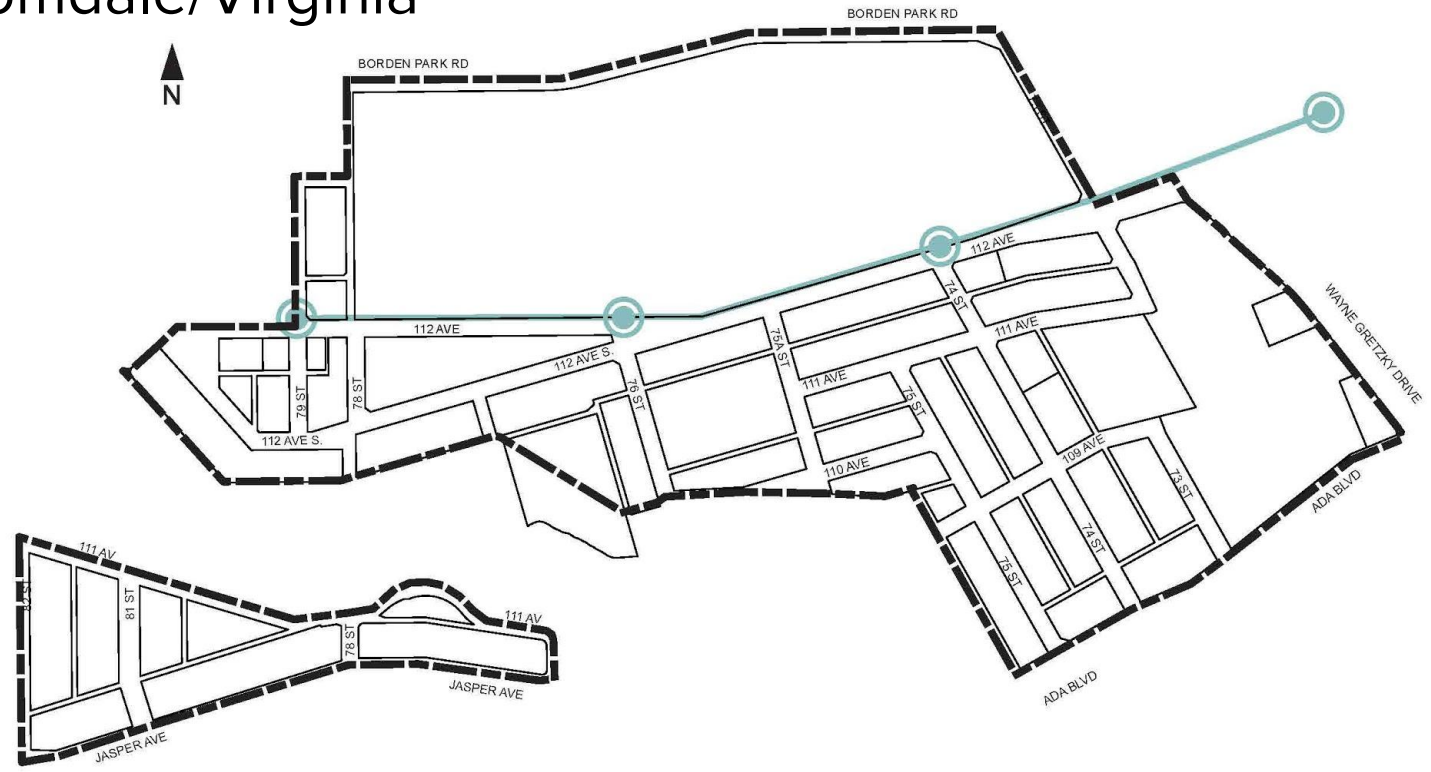 omdale/Virginia
BORDEN PARK RD
N
BORDEN PARK RD
112 AVE
112 AVE
74 ST
111 AVE
WAYNE GRETZKY DRIVE
112 AVE S.
75A ST
76 ST
111 AVE
75 ST
79 ST
78 ST
112 AVE S.
110 AVE
109 AVE
73 ST
ADA BLVD
74 ST
75 ST
ADA BLVD
111 AV
82 ST
81 ST
78 ST
111 AV
JASPER AVE
JASPER AVE